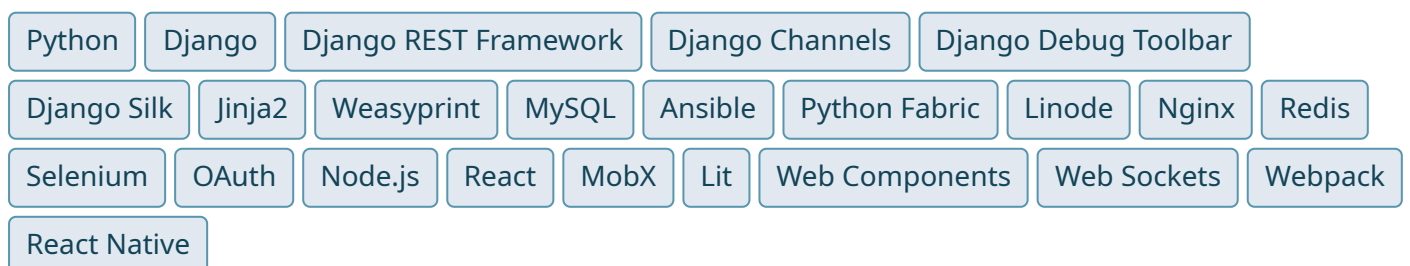 Python Django Django REST Framework Django Channels Django Debug Toolbar
Django Silk Jinja2 Weasyprint MySQL Ansible Python Fabric Linode Nginx Redis
Selenium OAuth Node.js React MobX Lit Web Components Web Sockets Webpack
React Native